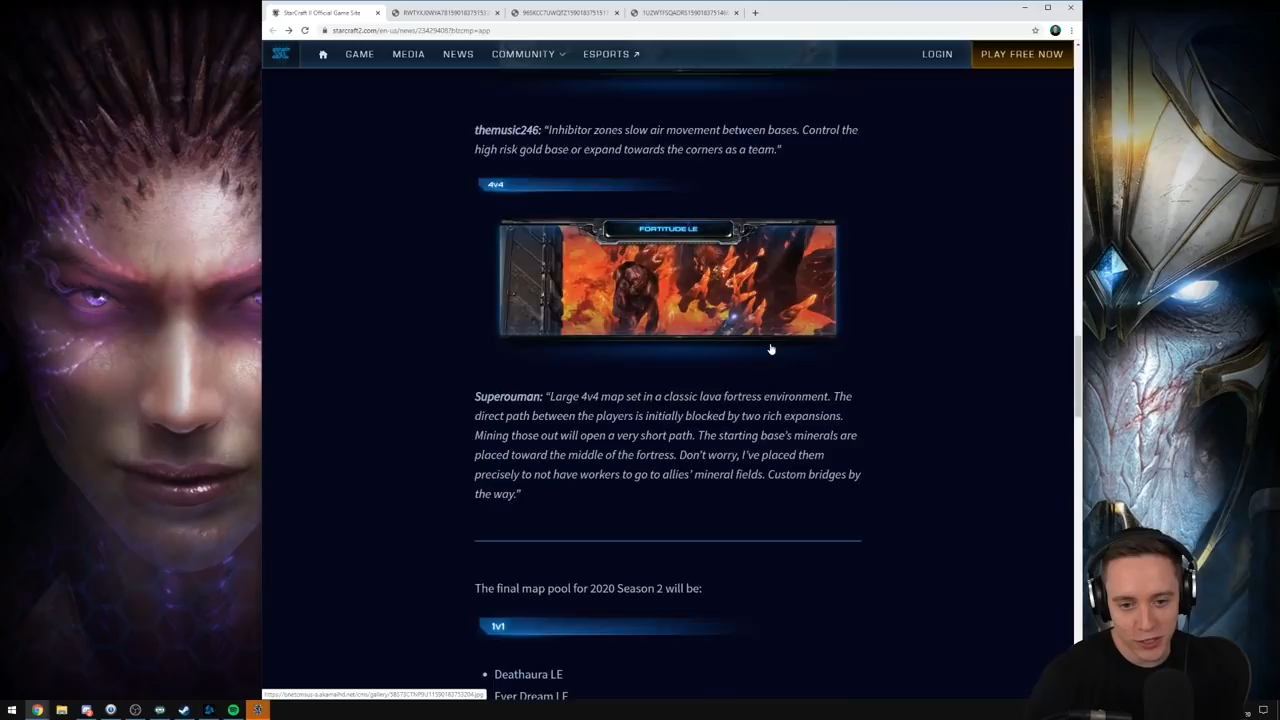 StarCraft II Official Game Site
starcraft2.com/en-us/news/23429408?blzcmp=app
GAME
MEDIA
NEWS
COMMUNITY
ESPORTS
LOGIN
PLAY FREE NOW
themusic246: “Inhibitor zones slow air movement between bases. Control the
high risk gold base or expand towards the corners as a team.”
4v4
FORTITUDE LE
Superouman: “Large 4v4 map set in a classic lava fortress environment. The
direct path between the players is initially blocked by two rich expansions.
Mining those out will open a very short path. The starting base’s minerals are
placed toward the middle of the fortress. Don’t worry, I’ve placed them
precisely to not have workers to go to allies’ mineral fields. Custom bridges by
the way.”
The final map pool for 2020 Season 2 will be:
1v1
• Deathaura LE
Ever Dream LE